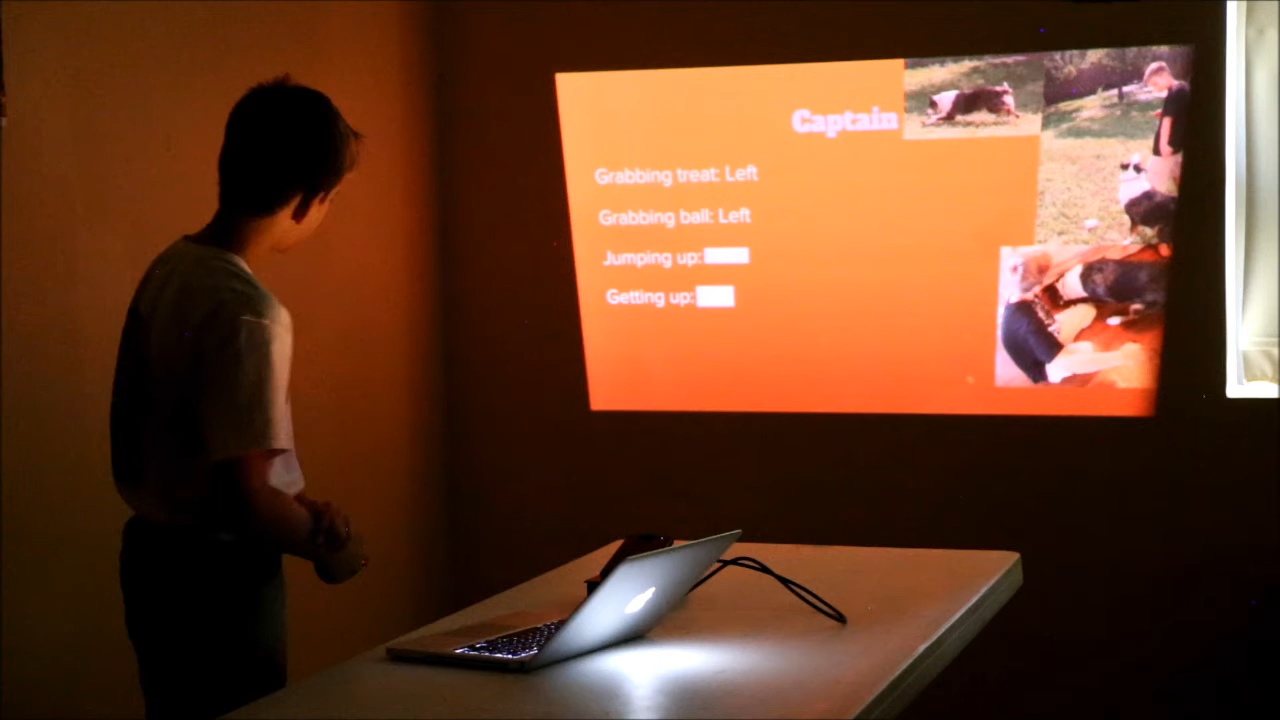 Captain
Grabbing treat: Left
Grabbing ball: Left
Jumping up:
Getting up: